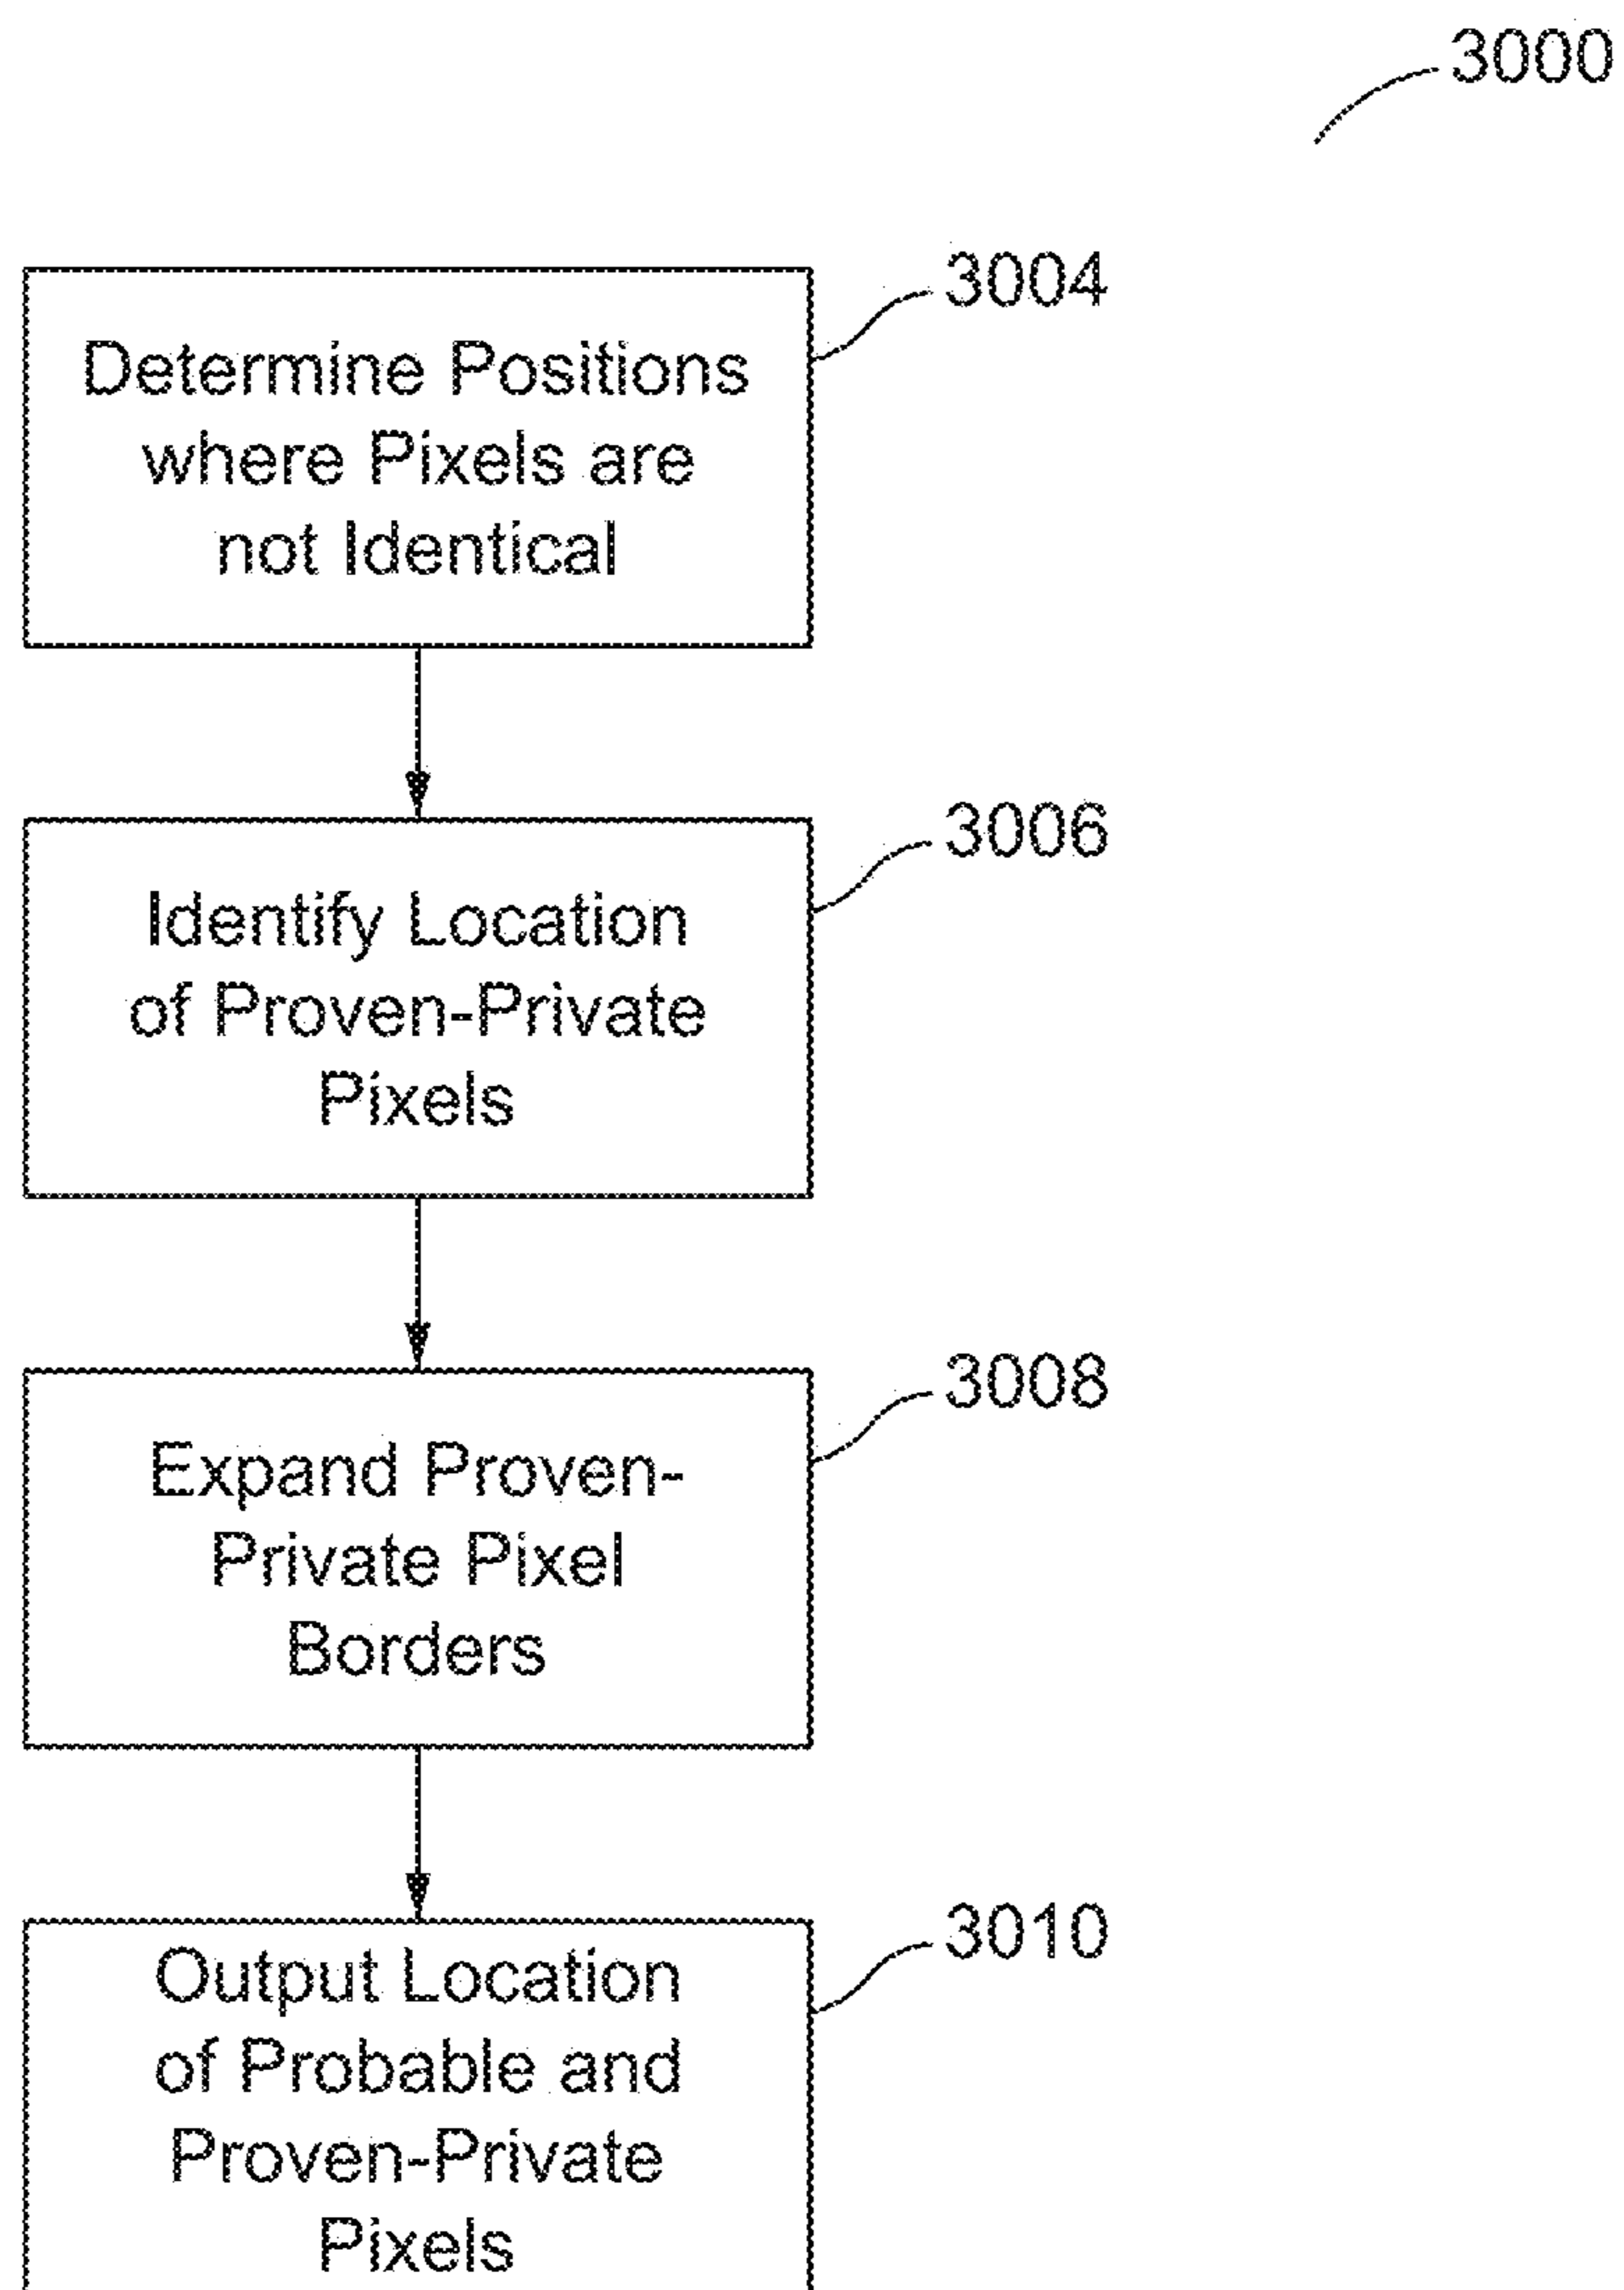 3000
3004
Determine Positions
where Pixels are
not Identical
3006
Identify Location
of Proven-Private
Pixels
3008
Expand Proven-
Private Pixel
Borders
3010
Output Location
of Probable and
Proven-Private
Pixels